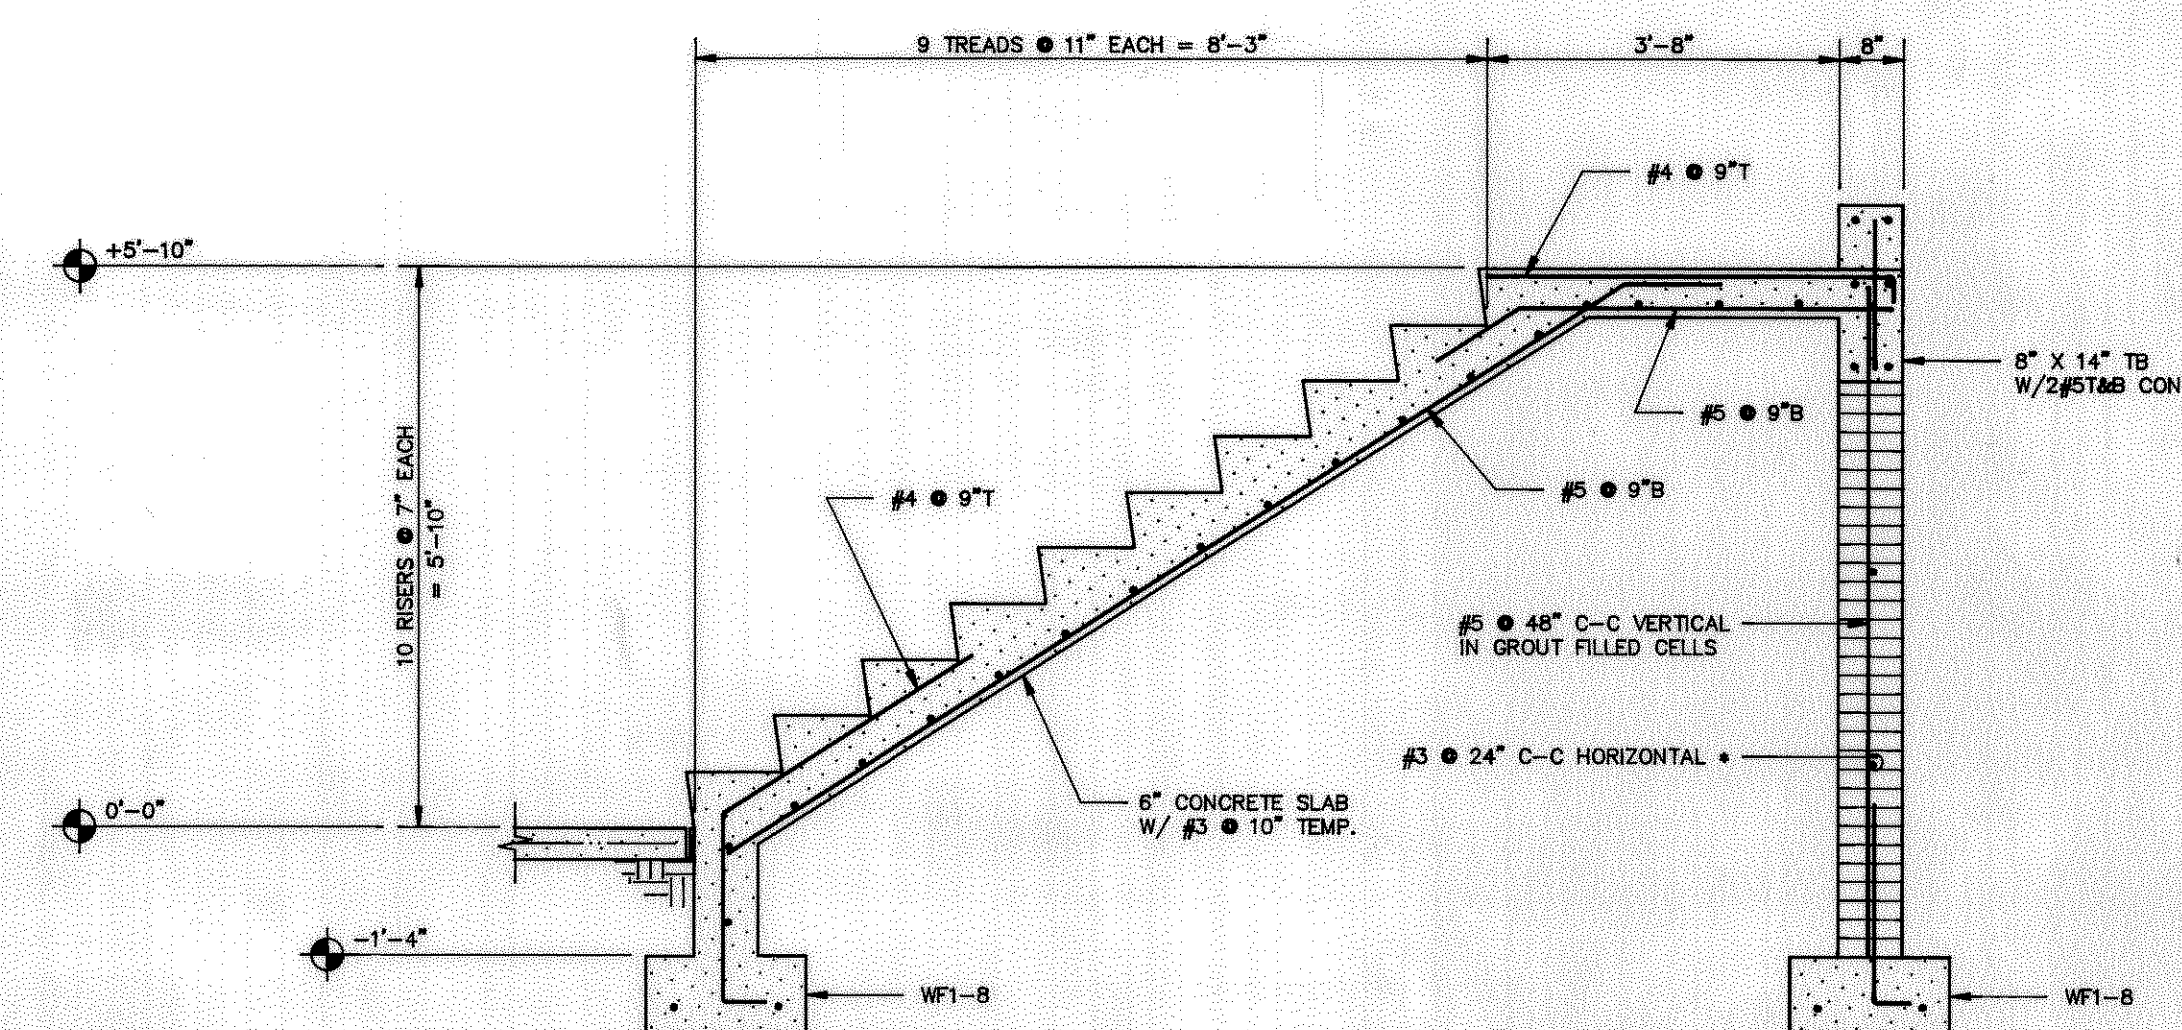 9 TREADS @ 11" EACH = 8'-3"
3'-8"
8"
#4 @ 9"T
+5'-10"
8" X 14" TB
W/2#5T&B CON
#5 @ 9"B
10 RISERS @ 7" EACH
= 5'-10"
#4 @ 9"T
#5 @ 9"B
#5 @ 48" C-C VERTICAL
IN GROUT FILLED CELLS
#3 @ 24" C-C HORIZONTAL *
0'-0"
6" CONCRETE SLAB
W/ #3 @ 10" TEMP.
-1'-4"
WF1-8
WF1-8